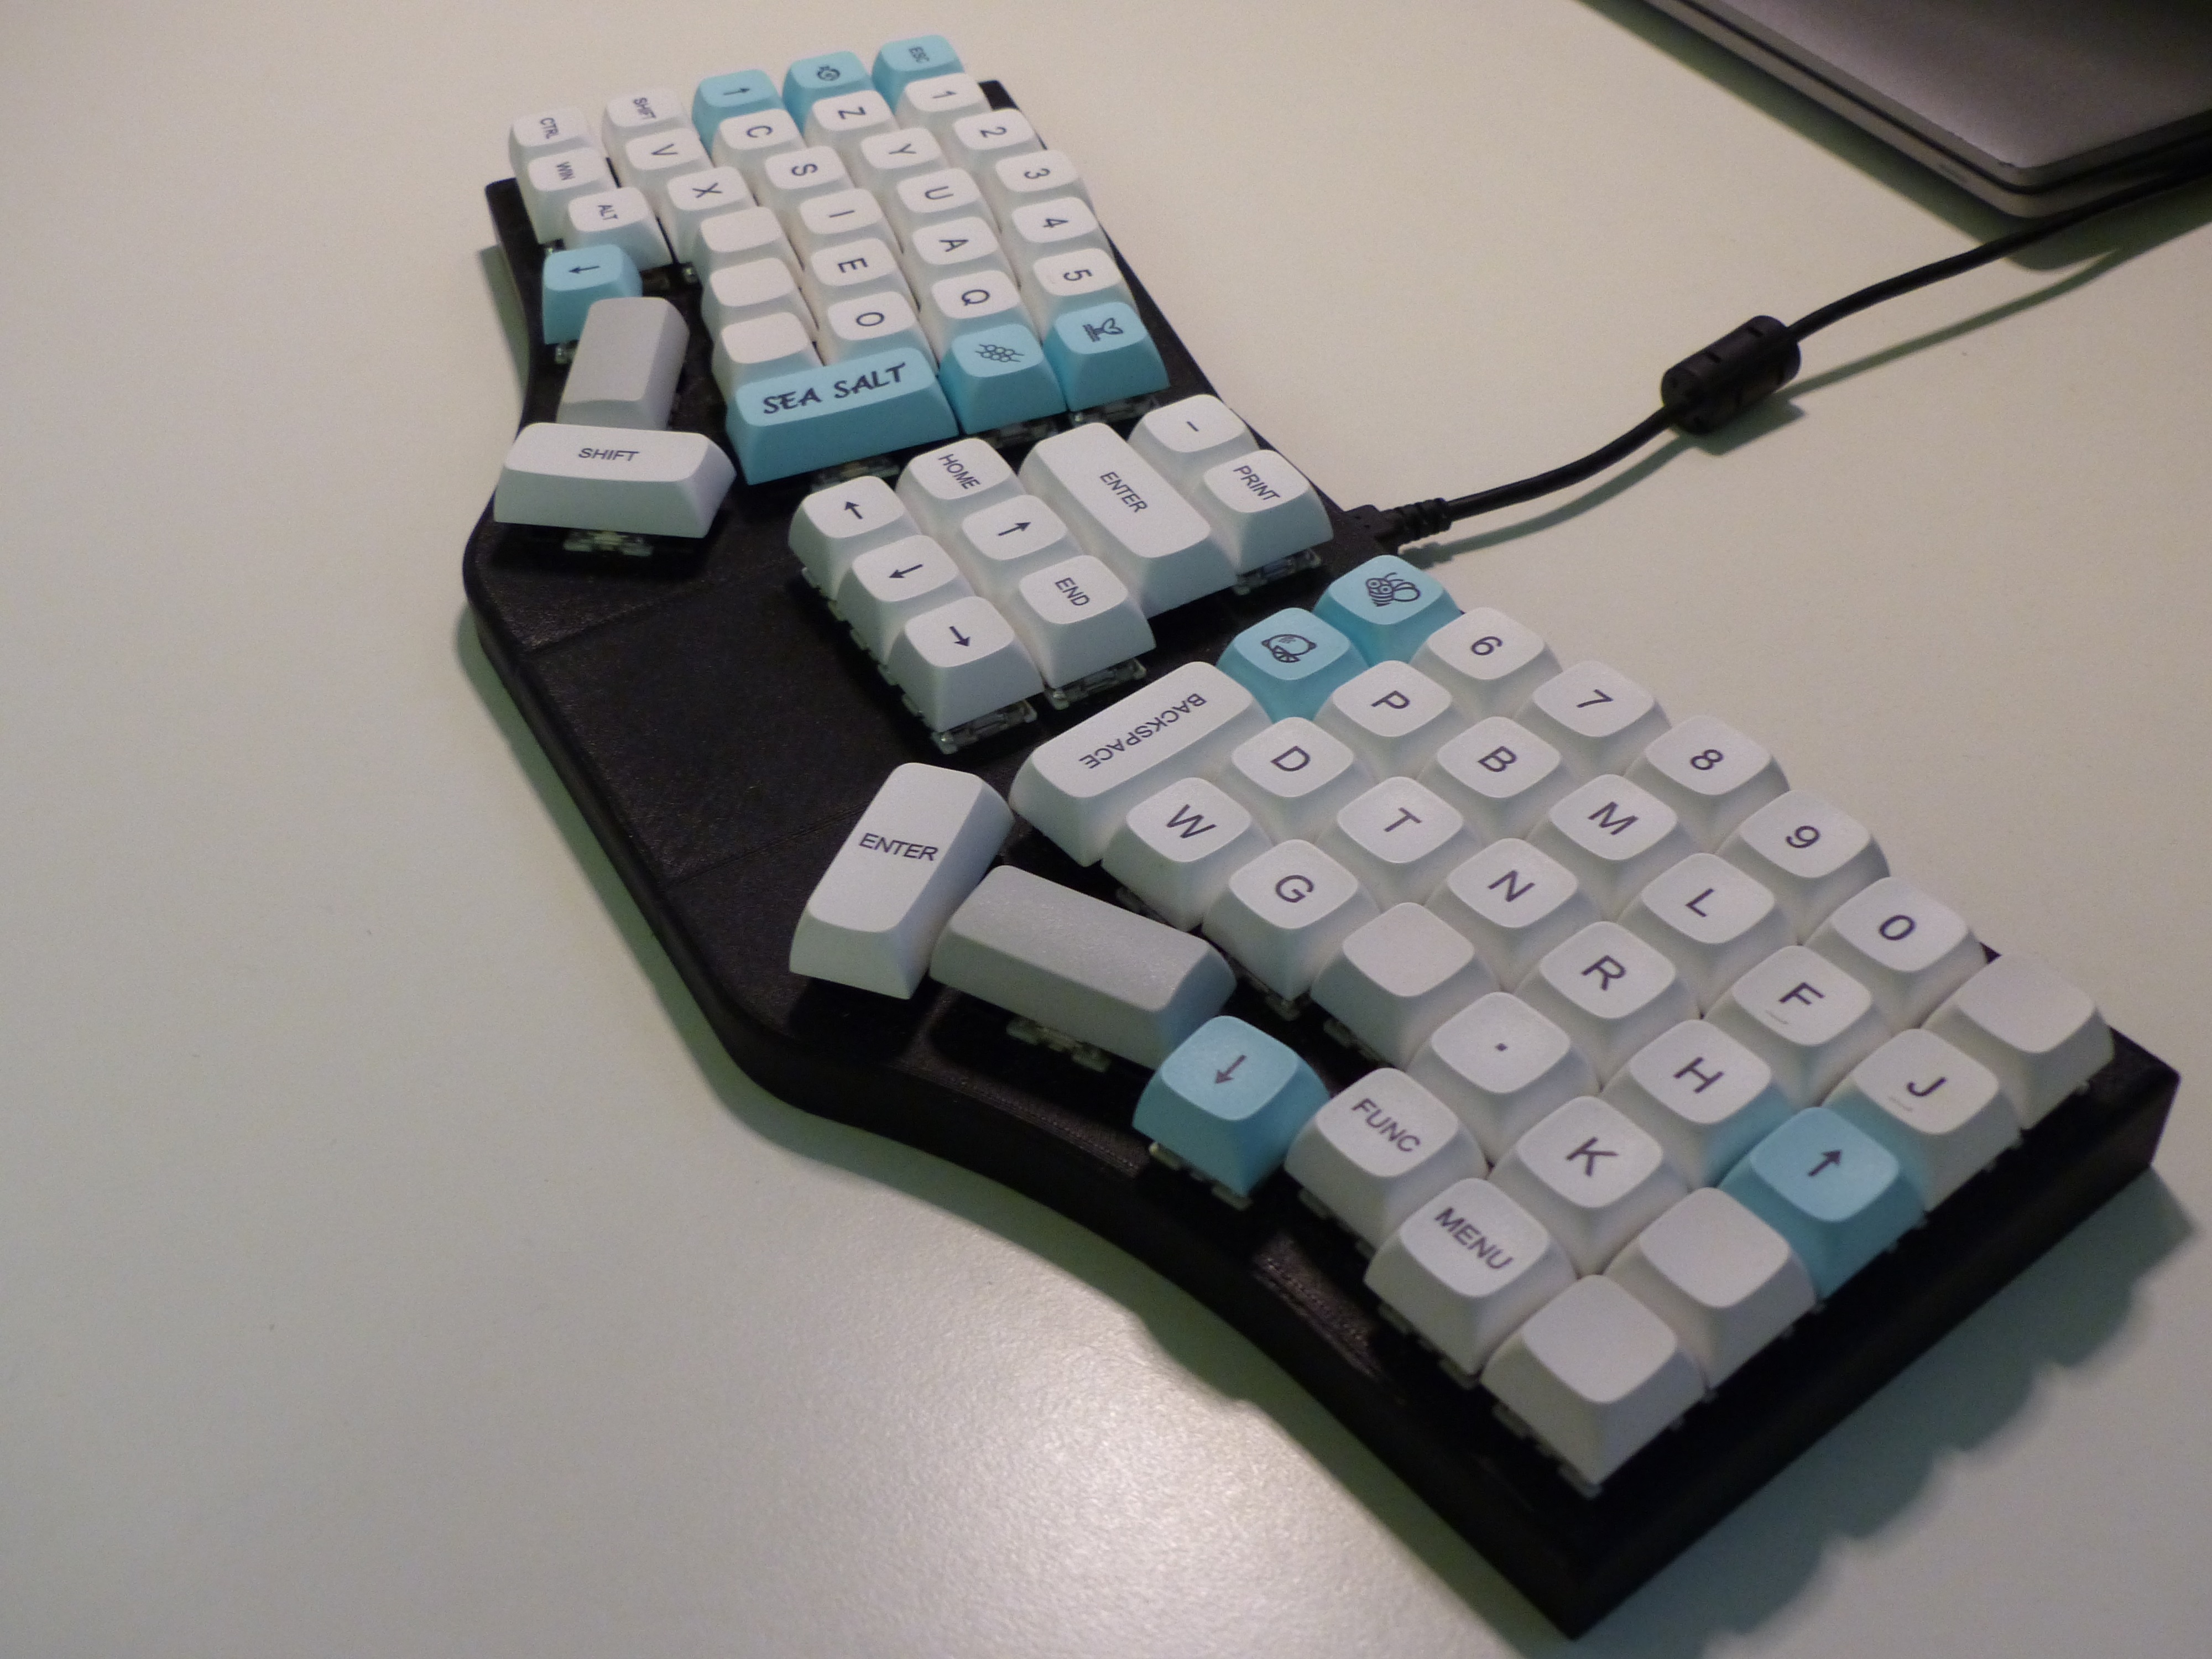 ESC 1 2 3 4 5
Z Y U A Q
↑ C S I E O SEA SALT
SHIFT V X
CTRL WIN ALT ←
SHIFT
- PRINT
ENTER
HOME ↑ END
← ↓ →
6 7 8 9 0
P B M L F J
BACKSPACE D T N R H ↑
W G . K
FUNC MENU
ENTER ↓